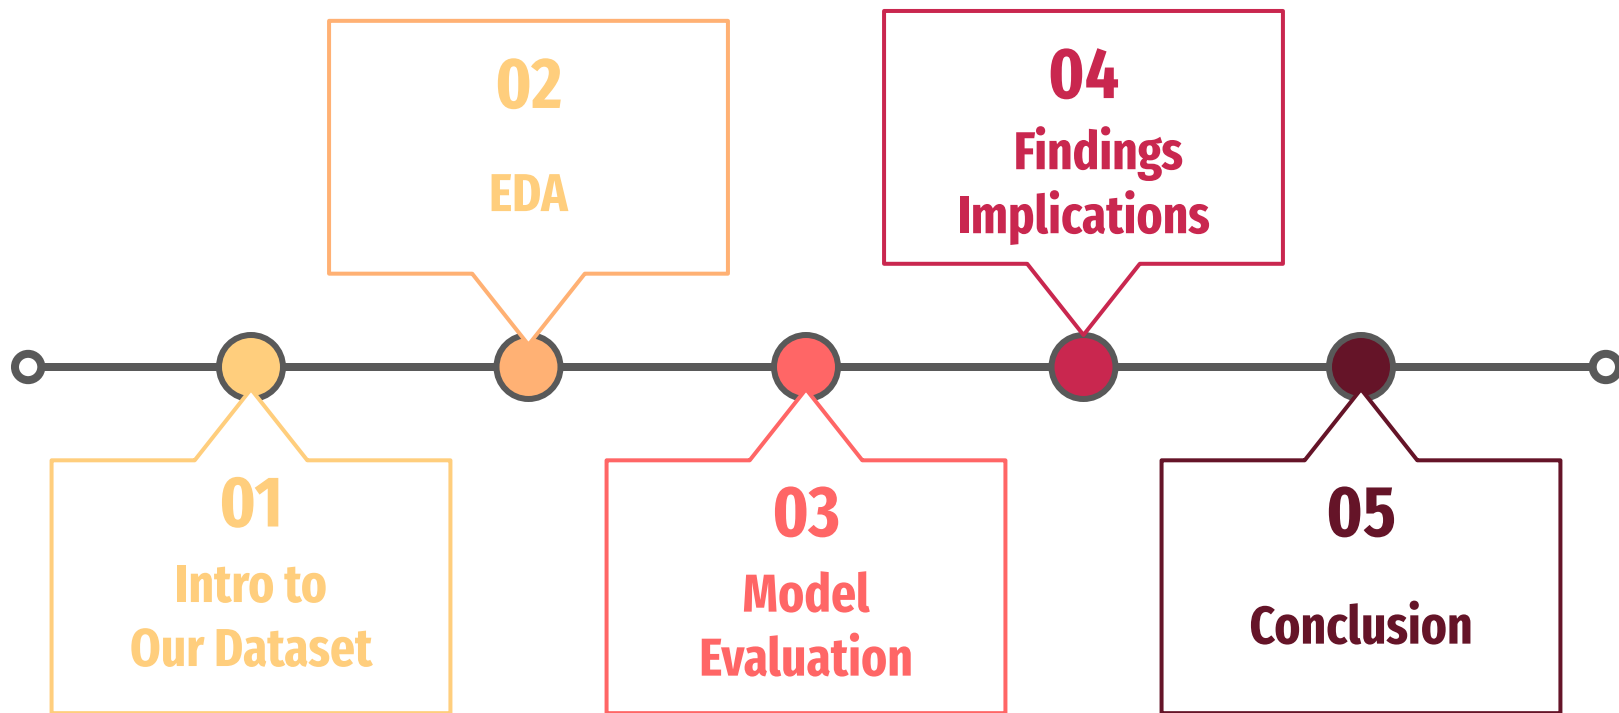 01
Intro to
Our Dataset
02
EDA
03
Model
Evaluation
04
Findings
Implications
05
Conclusion